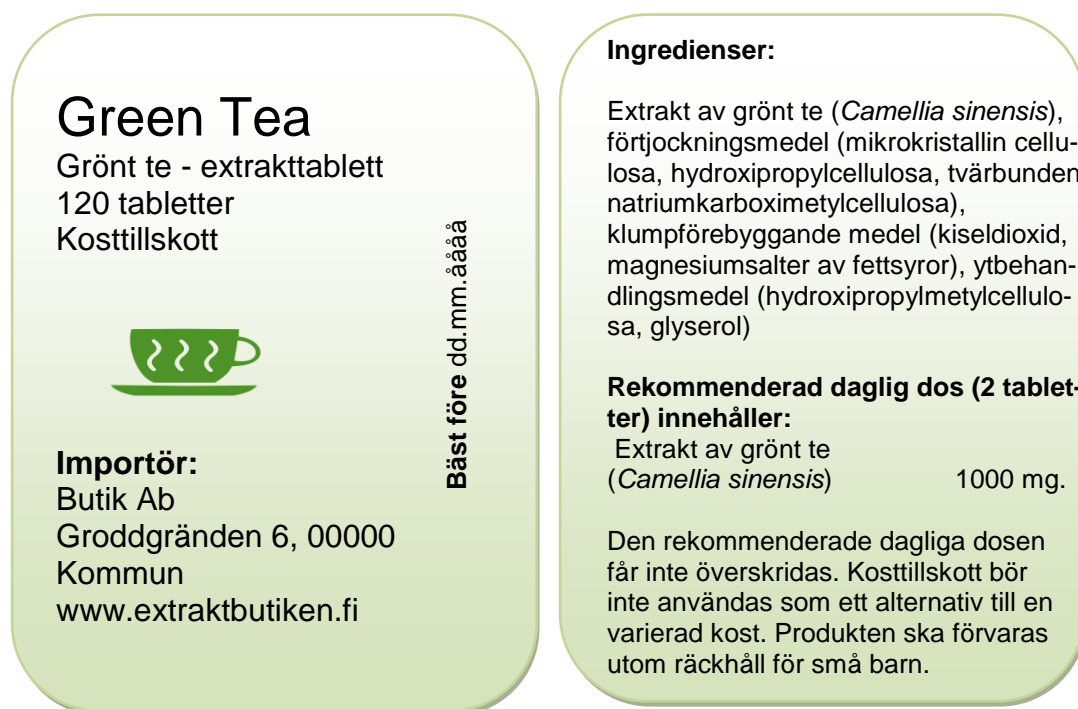 Green Tea
Grönt te - extrakttablett
120 tabletter
Kosttillskott
Bäst före dd.mm.åååå
Importör:
Butik Ab
Groddgränden 6, 00000
Kommun
www.extraktbutiken.fi
Ingredienser:
Extrakt av grönt te (Camellia sinensis),
förtjockningsmedel (mikrokristallin cellu-
losa, hydroxipropylcellulosa, tvärbunden
natriumkarboximetylcellulosa),
klumpförebyggande medel (kiseldioxid,
magnesiumsalter av fettsyror), ytbehan-
dlingsmedel (hydroxipropylmetylcellulo-
sa, glyserol)
Rekommenderad daglig dos (2 tablet-
ter) innehåller:
Extrakt av grönt te
(Camellia sinensis) 1000 mg.
Den rekommenderade dagliga dosen
får inte överskridas. Kosttillskott bör
inte användas som ett alternativ till en
varierad kost. Produkten ska förvaras
utom räckhåll för små barn.